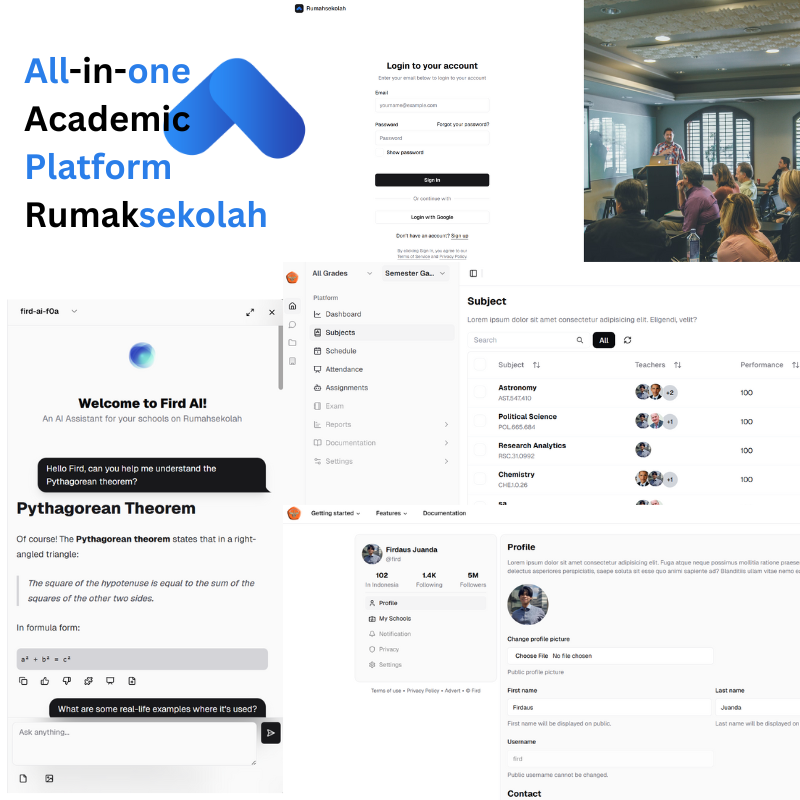 All-in-one
Academic
Platform
Rumaksekolah
Rumahsekolah
Login to your account
Enter your email below to login to your account
Email
yourname@example.com
Password
Forgot your password?
Password
Show password
Sign In
Or continue with
Login with Google
Don't have an account? Sign up
By clicking Sign in, you agree to our
Terms of Service and Privacy Policy.
All Grades
Semester Ga...
Platform
Dashboard
Subjects
Schedule
Attendance
Assignments
Exam
Reports
Documentation
Settings
Subject
Lorem ipsum dolor sit amet consectetur adipisicing elit. Eligendi, velit?
Search
All
Subject
Teachers
Performance
Astronomy
AST.547.410
+2
100
Political Science
POL.665.684
+1
100
Research Analytics
RSC.31.0992
100
Chemistry
CHE.1.0.26
+1
100
sa
fird-ai-f0a
Welcome to Fird AI!
An AI Assistant for your schools on Rumahsekolah
Hello Fird, can you help me understand the
Pythagorean theorem?
Pythagorean Theorem
Of course! The Pythagorean theorem states that in a right-
angled triangle:
The square of the hypotenuse is equal to the sum of the
squares of the other two sides.
In formula form:
a² + b² = c²
What are some real-life examples where it's used?
Ask anything...
Getting started
Features
Documentation
Firdaus Juanda
@fird
102
1.4K
5M
In Indonesia
Following
Followers
Profile
My Schools
Notification
Privacy
Settings
Terms of use • Privacy Policy • Advert • © Fird
Profile
Lorem ipsum dolor sit amet consectetur adipisicing elit. Fuga atque neque possimus mollitia ratione
delectus asperiores perspiciatis, saepe soluta sit esse quo animi sapiente ad? Blanditiis ullam vitae nemo
Change profile picture
Choose File No file chosen
Public profile picture
First name
Last name
Firdaus
Juanda
First name will be displayed on public.
Last name will be displayed on
Username
fird
Public username cannot be changed.
Contact